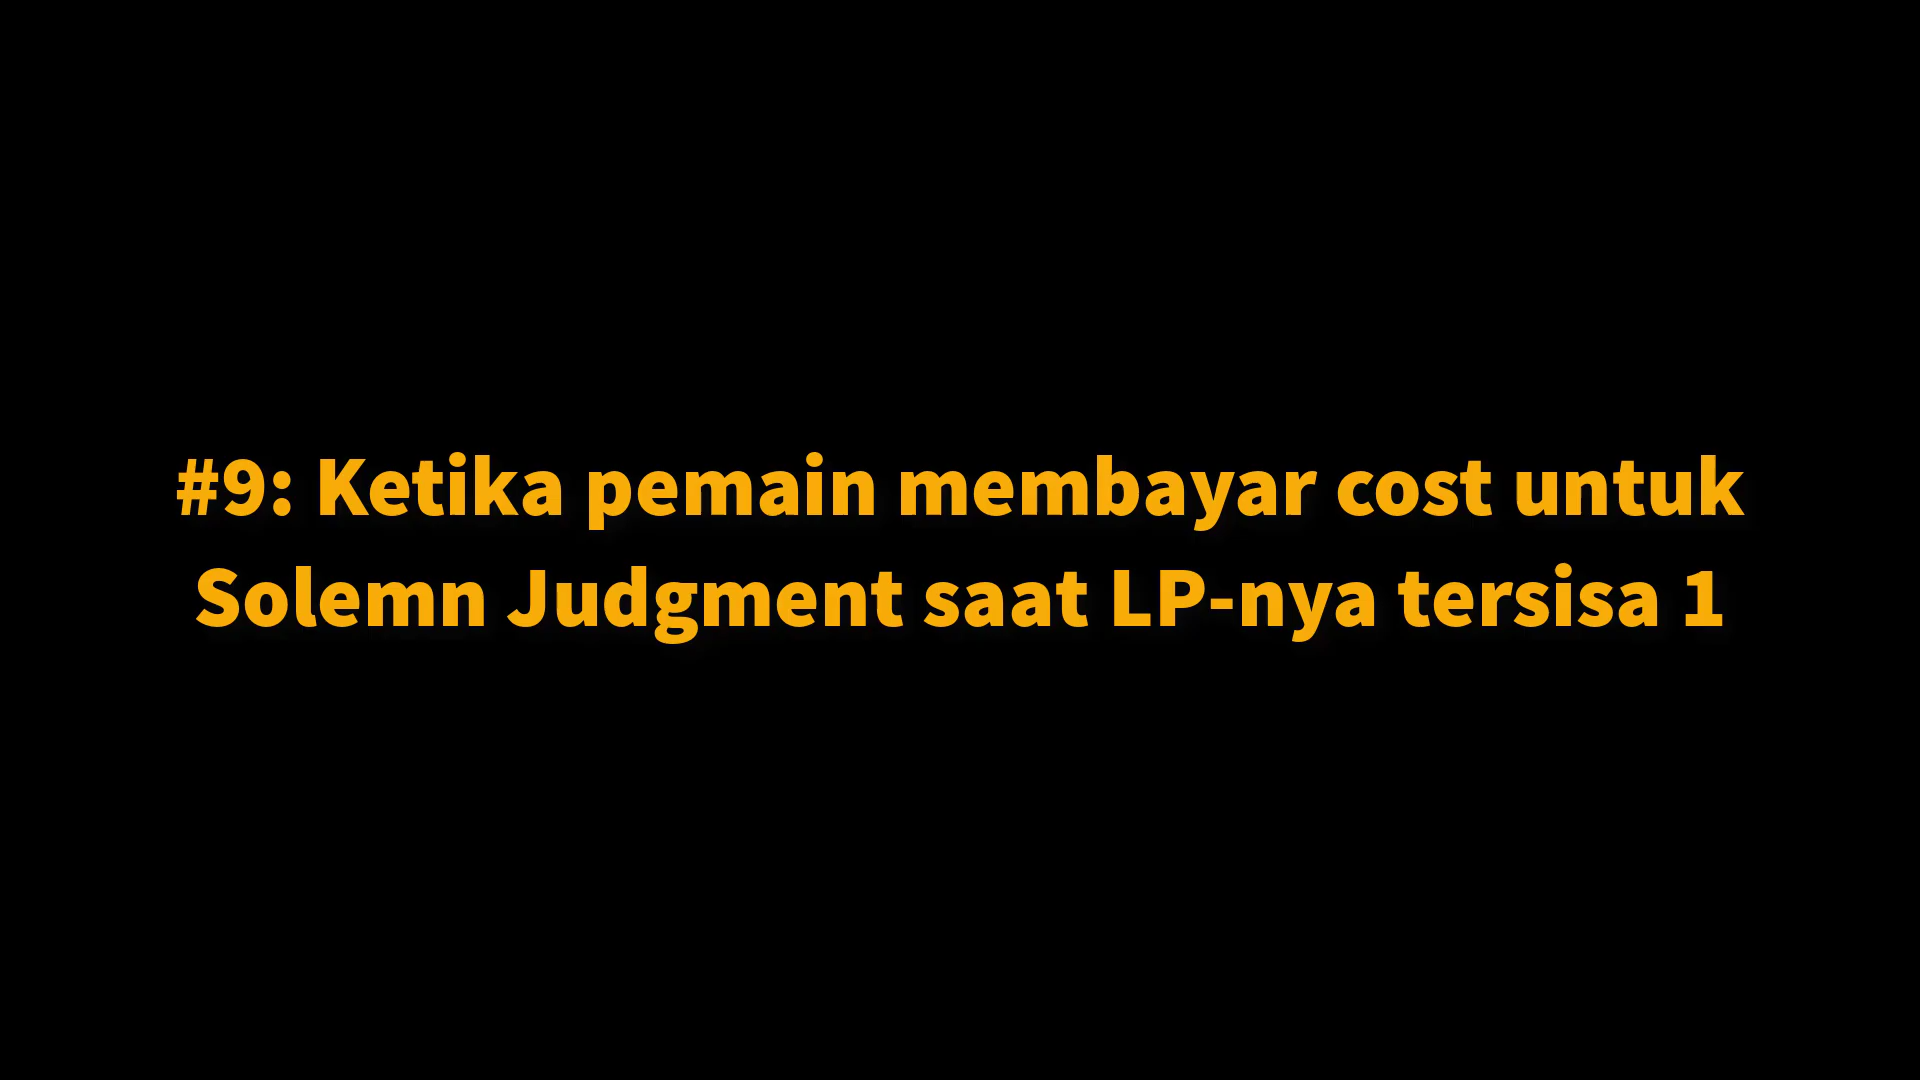 #9: Ketika pemain membayar cost untuk
Solemn Judgment saat LP-nya tersisa 1